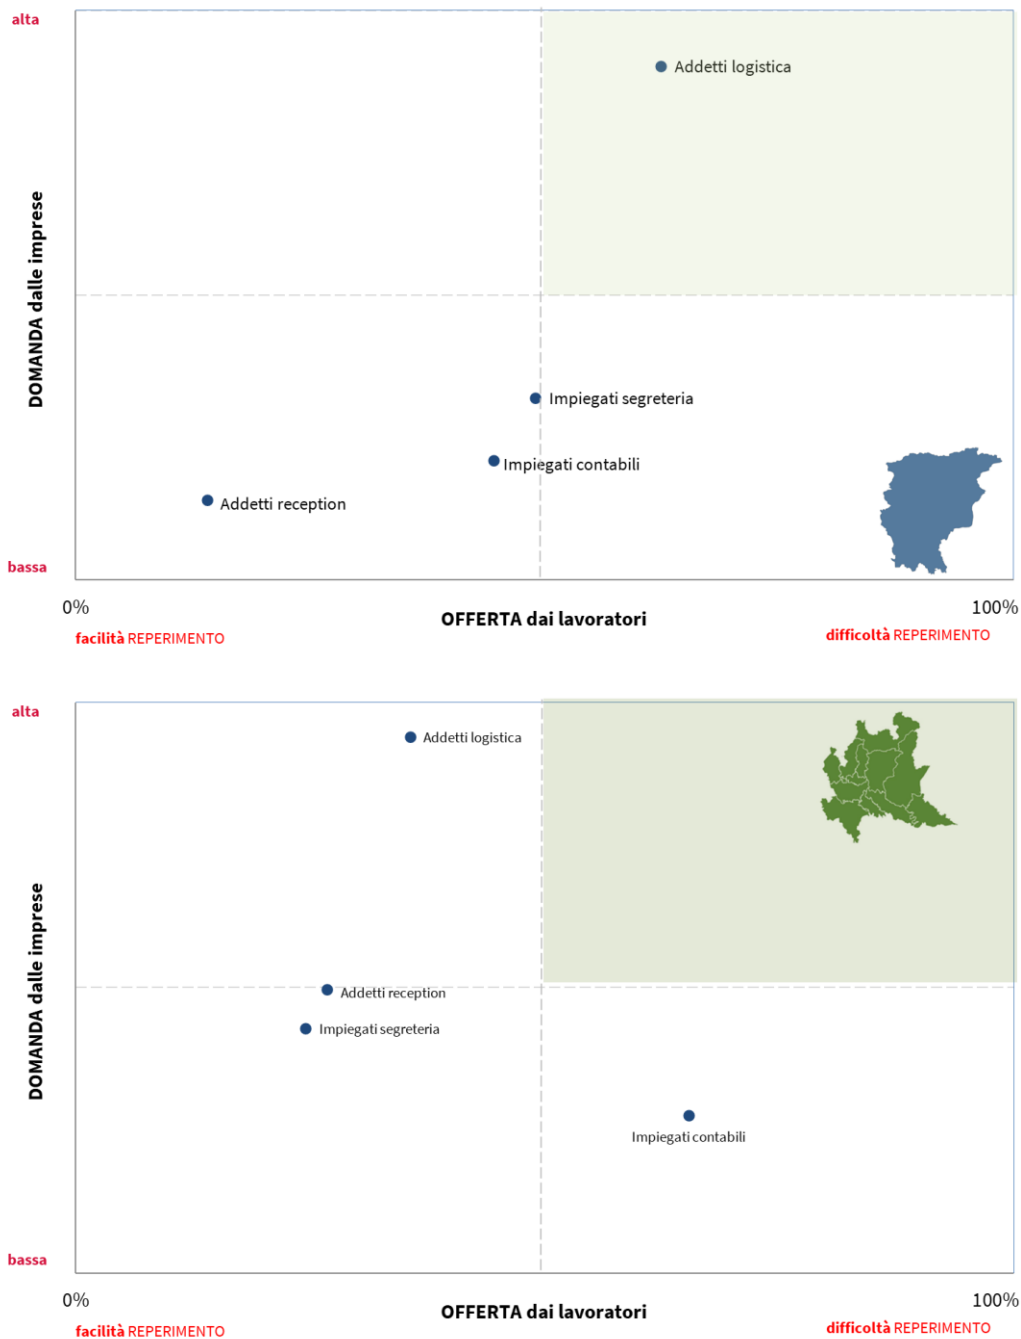 alta
Addetti logistica
DOMANDA dalle imprese
Impiegati segreteria
Impiegati contabili
Addetti reception
bassa
0%
100%
OFFERTA dai lavoratori
facilità REPERIMENTO
difficoltà REPERIMENTO
alta
Addetti logistica
DOMANDA dalle imprese
Addetti reception
Impiegati segreteria
Impiegati contabili
bassa
0%
100%
OFFERTA dai lavoratori
facilità REPERIMENTO
difficoltà REPERIMENTO